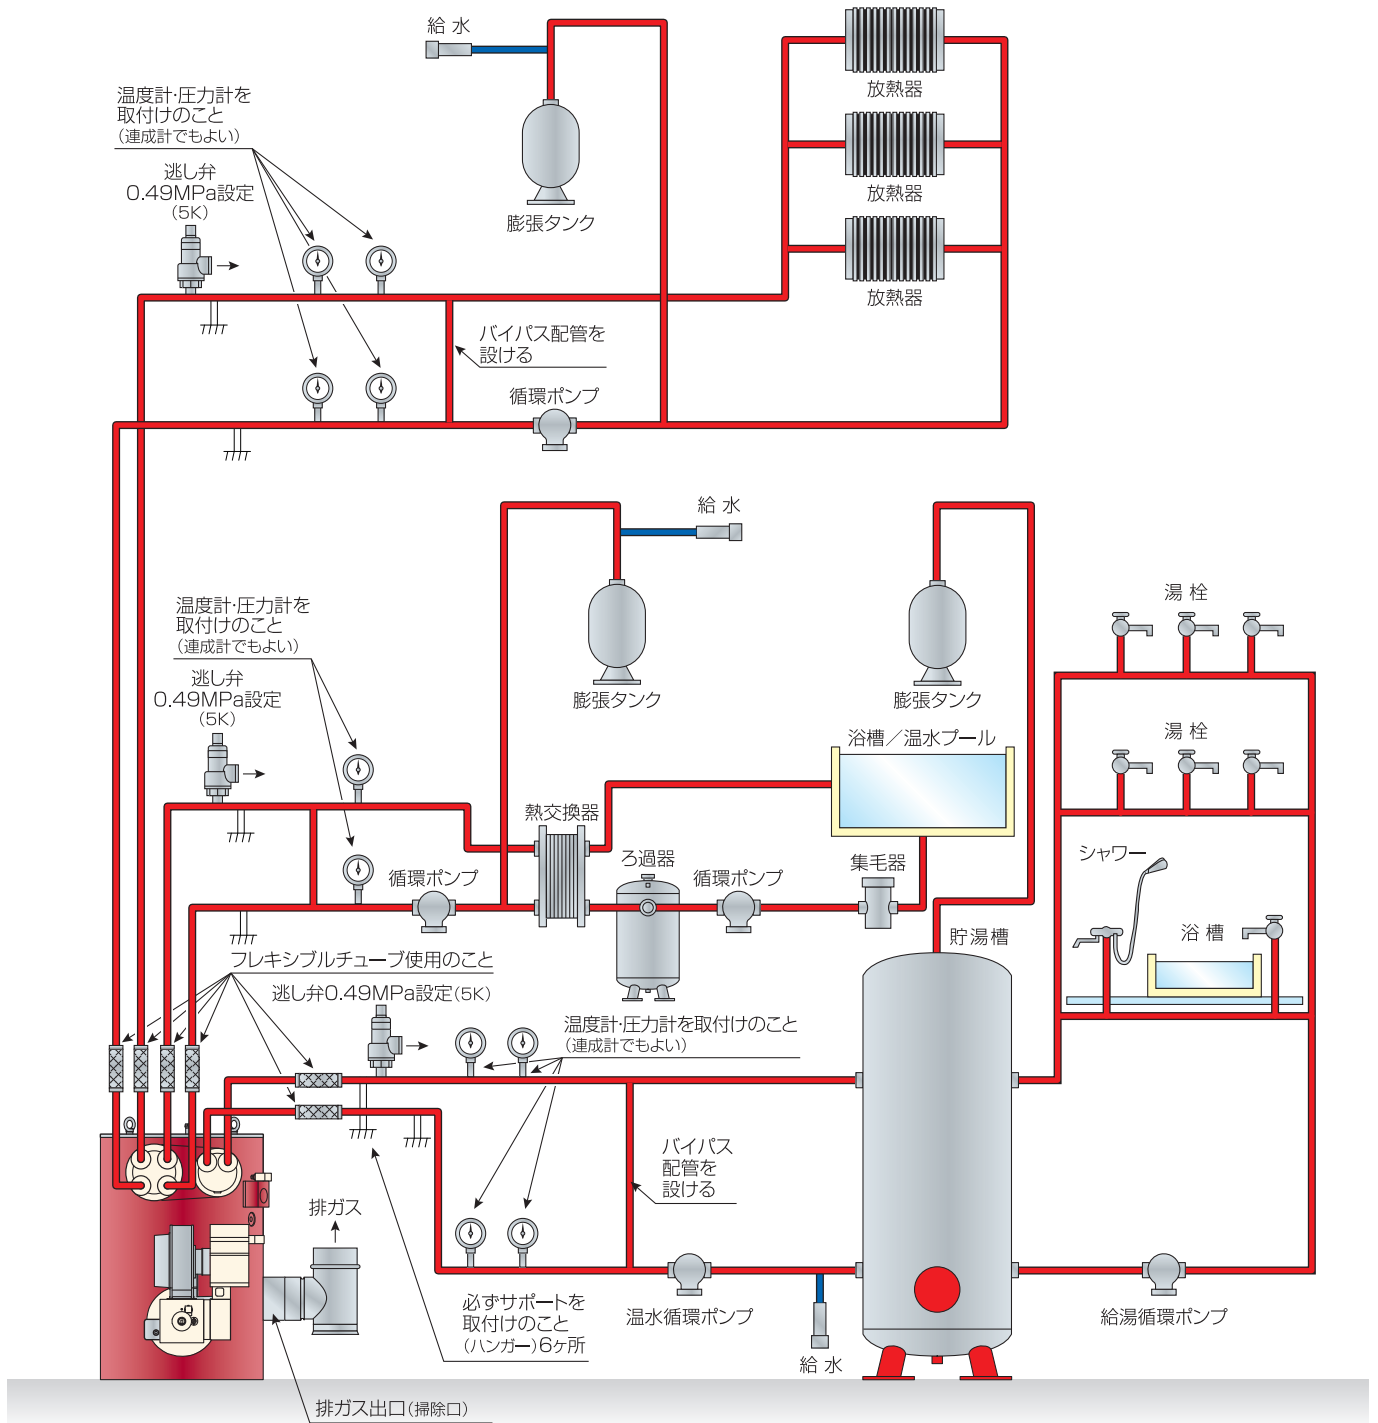 給水
放熱器
温度計・圧力計を
取付けのこと
(連成計でもよい)
逃し弁
0.49MPa設定
(5K)
放熱器
膨張タンク
放熱器
バイパス配管を
設ける
循環ポンプ
給水
温度計・圧力計を
取付けのこと
(連成計でもよい)
逃し弁
0.49MPa設定
(5K)
膨張タンク
膨張タンク
湯栓
浴槽/温水プール
湯栓
熱交換器
ろ過器
循環ポンプ
循環ポンプ
集毛器
シャワー
浴槽
貯湯槽
フレキシブルチューブ使用のこと
逃し弁0.49MPa設定(5K)
温度計・圧力計を取付けのこと
(連成計でもよい)
バイパス
配管を
設ける
排ガス
必ずサポートを
取付けのこと
(ハンガー)6ヶ所
温水循環ポンプ
給水
給湯循環ポンプ
排ガス出口(掃除口)